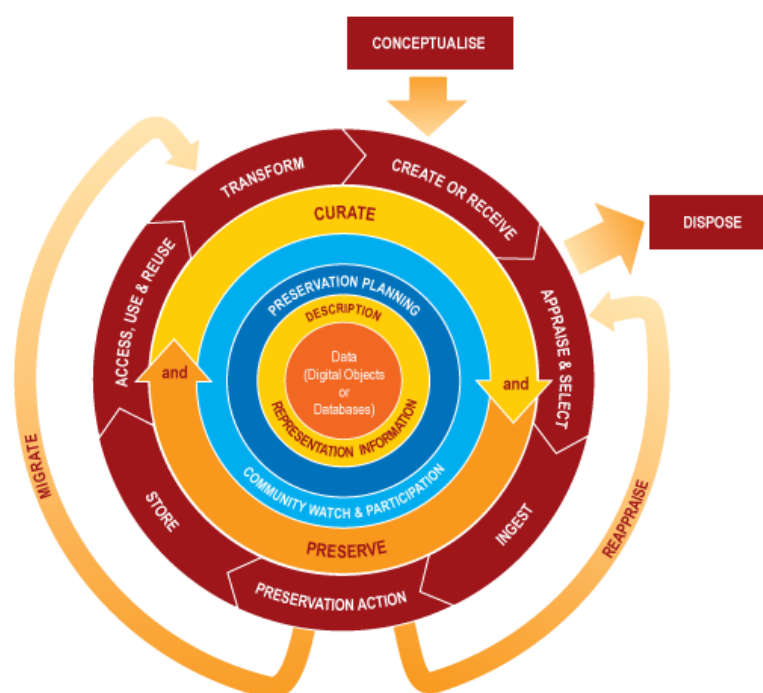 CONCEPTUALISE
CREATE OR RECEIVE
DISPOSE
APPRAISE & SELECT
INGEST
REAPPRAISE
PRESERVATION ACTION
STORE
MIGRATE
ACCESS, USE & REUSE
TRANSFORM
CURATE
and
PRESERVE
and
COMMUNITY WATCH & PARTICIPATION
PRESERVATION PLANNING
DESCRIPTION
REPRESENTATION INFORMATION
Data
(Digital Objects
or
Databases)